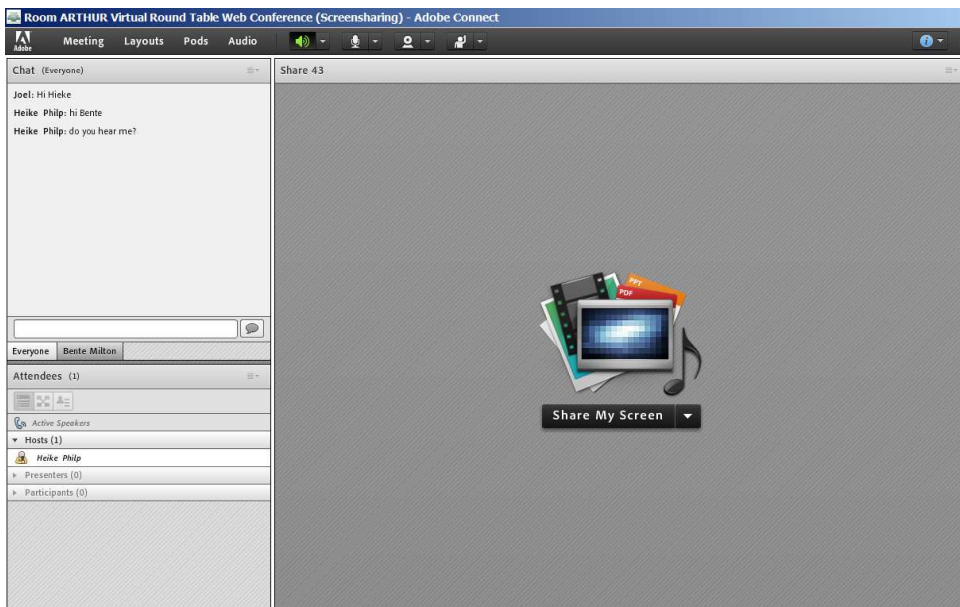 Room ARTHUR Virtual Round Table Web Conference (Screensharing) - Adobe Connect
Adobe Meeting Layouts Pods Audio
Chat (Everyone)
Joel: Hi Hieke
Heike Philp: hi Bente
Heike Philp: do you hear me?
Everyone Bente Milton
Attendees (1)
Active Speakers
Hosts (1)
Heike Philp
Presenters (0)
Participants (0)
Share 43
PPT
PDF
Share My Screen